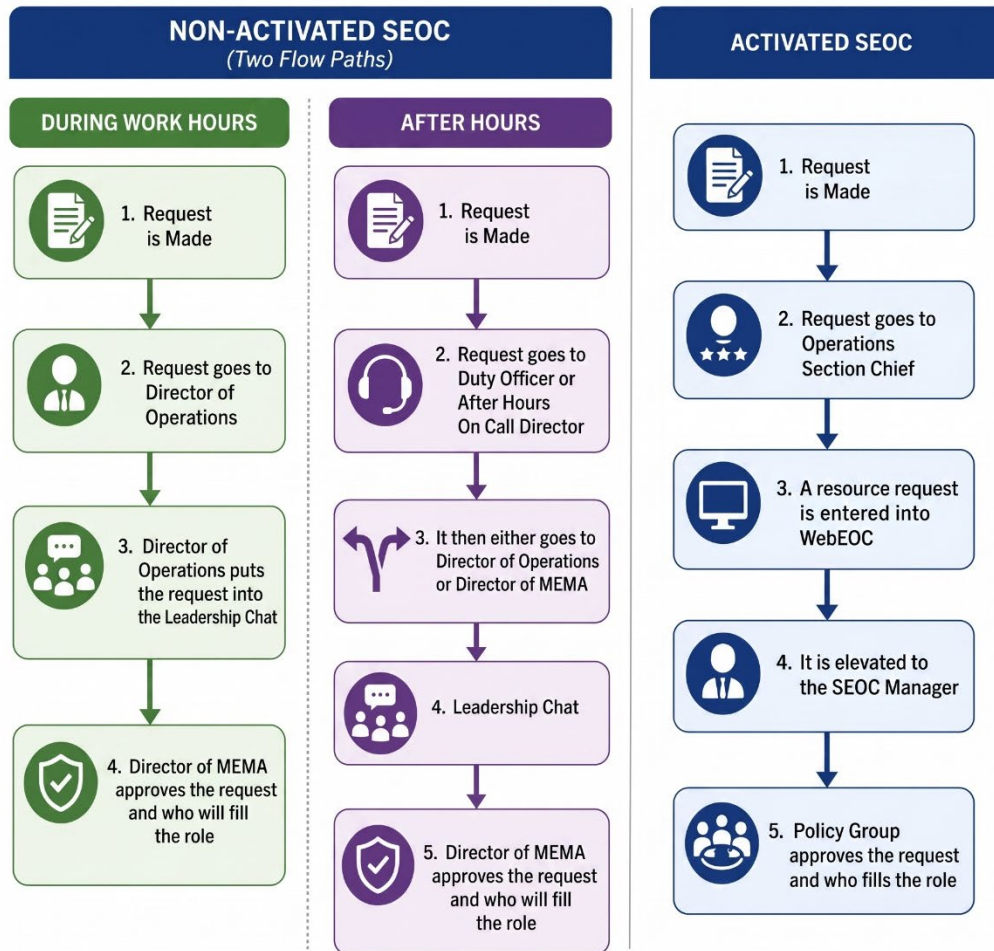 NON-ACTIVATED SEOC
(Two Flow Paths)
DURING WORK HOURS
1. Request
is Made
2. Request goes to
Director of
Operations
3. Director of
Operations puts
the request into
the Leadership Chat
4. Director of MEMA
approves the request
and who will fill
the role
AFTER HOURS
1. Request
is Made
2. Request goes to
Duty Officer or
After Hours
On Call Director
3. It then either goes to
Director of Operations
or Director of MEMA
4. Leadership Chat
5. Director of MEMA
approves the request
and who will fill
the role
ACTIVATED SEOC
1. Request
is Made
2. Request goes to
Operations
Section Chief
3. A resource request
is entered into
WebEOC
4. It is elevated to
the SEOC Manager
5. Policy Group
approves the request
and who fills the role